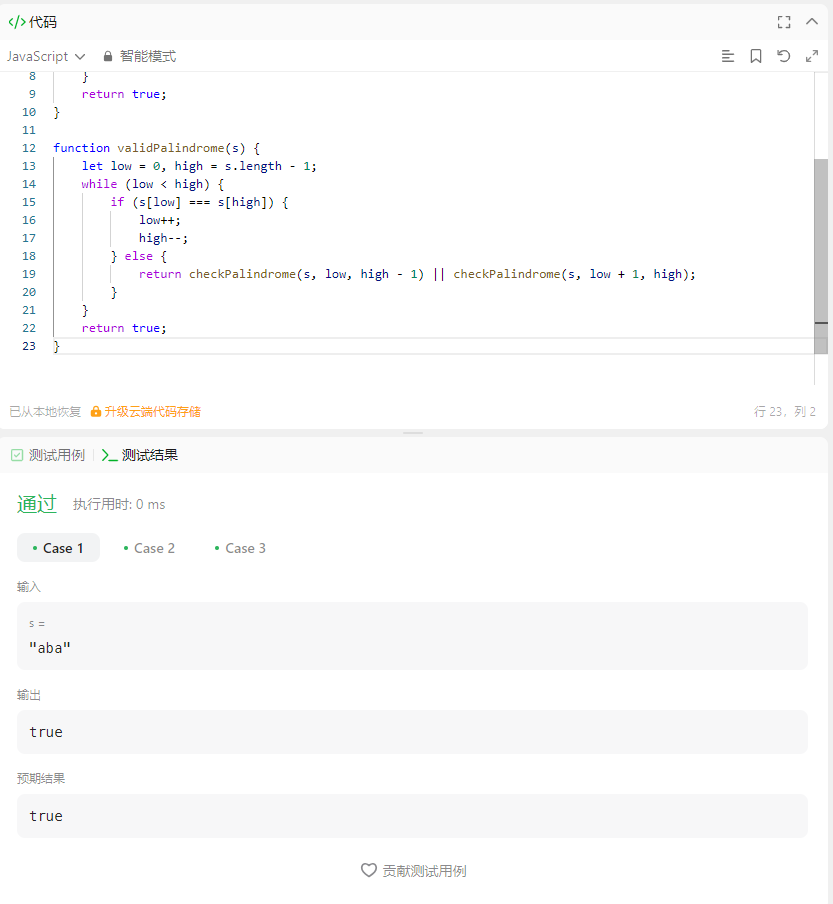 </> 代码
JavaScript 智能模式
8 }
9 return true;
10 }
11
12 function validPalindrome(s) {
13 let low = 0, high = s.length - 1;
14 while (low < high) {
15 if (s[low] === s[high]) {
16 low++;
17 high--;
18 } else {
19 return checkPalindrome(s, low, high - 1) || checkPalindrome(s, low + 1, high);
20 }
21 }
22 return true;
23 }
已从本地恢复 升级云端代码存储 行 23，列 2
测试用例 | >_ 测试结果
通过 执行用时: 0 ms
• Case 1 • Case 2 • Case 3
输入
s =
"aba"
输出
true
预期结果
true
贡献测试用例